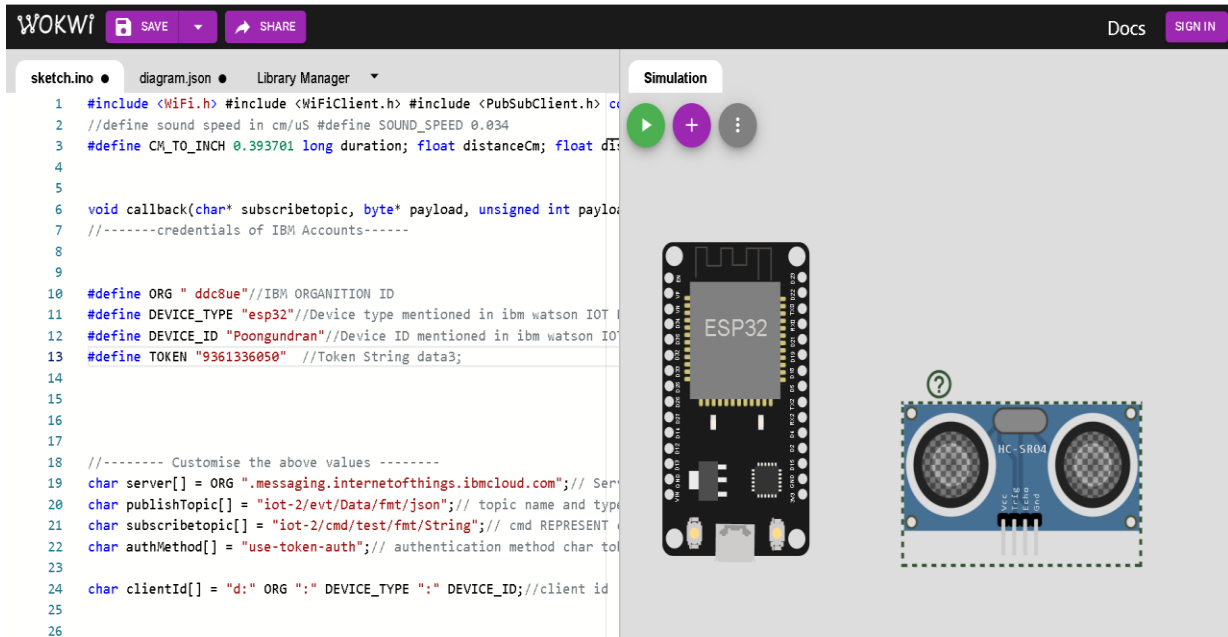 WOKWi SAVE SHARE Docs SIGN IN
sketch.ino ● diagram.json ● Library Manager
Simulation
1 #include <WiFi.h> #include <WiFiClient.h> #include <PubSubClient.h> co
2 //define sound speed in cm/uS #define SOUND_SPEED 0.034
3 #define CM_TO_INCH 0.393701 long duration; float distanceCm; float dis
4
5
6 void callback(char* subscribetopic, byte* payload, unsigned int payloa
7 //-------credentials of IBM Accounts------
8
9
10 #define ORG " ddc8ue"//IBM ORGANITION ID
11 #define DEVICE_TYPE "esp32"//Device type mentioned in ibm watson IOT
12 #define DEVICE_ID "Poongundran"//Device ID mentioned in ibm watson IOT
13 #define TOKEN "9361336050" //Token String data3;
14
15
16
17
18 //-------- Customise the above values --------
19 char server[] = ORG ".messaging.internetofthings.ibmcloud.com";// Ser
20 char publishTopic[] = "iot-2/evt/Data/fmt/json";// topic name and type
21 char subscribetopic[] = "iot-2/cmd/test/fmt/String";// cmd REPRESENT
22 char authMethod[] = "use-token-auth";// authentication method char tok
23
24 char clientId[] = "d:" ORG ":" DEVICE_TYPE ":" DEVICE_ID;//client id
25
26
ESP32
?
HC-SR04
Vcc
Trig
Echo
Gnd